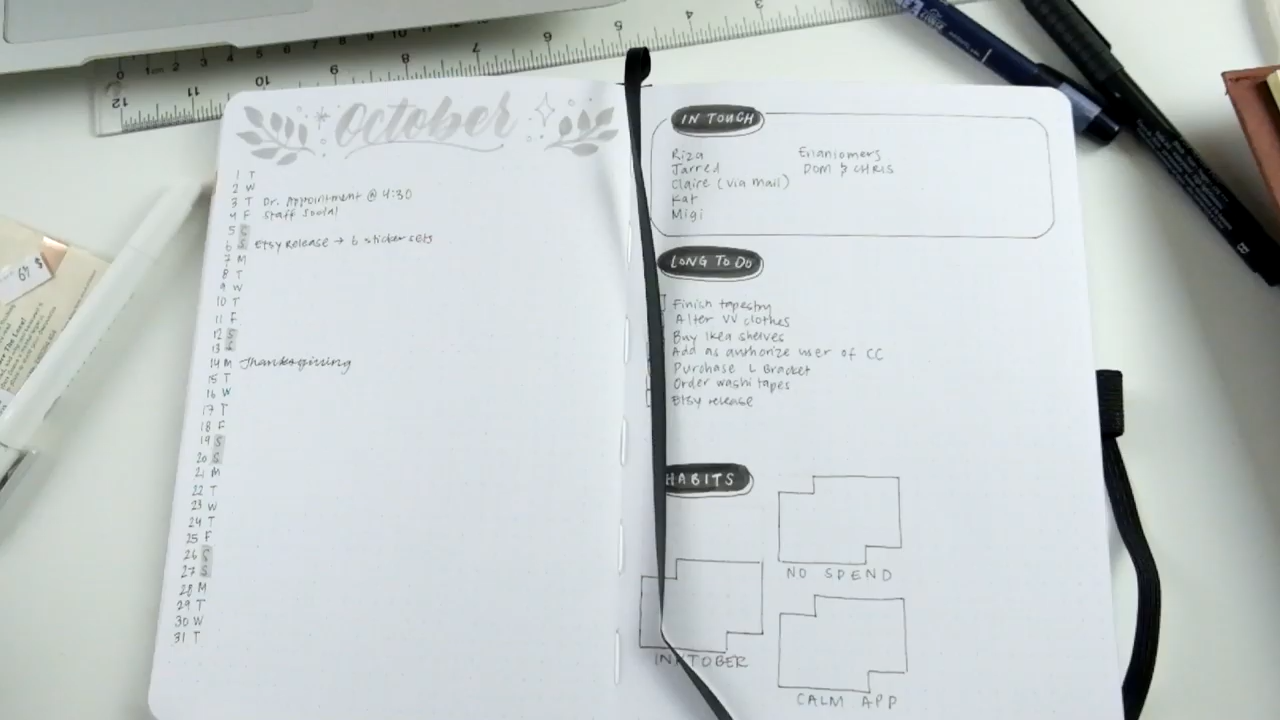 October
1 T
2 W
3 T Dr. Appointment @ 4:30
4 F Staff Social
5 S
6 S Etsy Release → 6 sticker sets
7 M
8 T
9 W
10 T
11 F
12 S
13 S
14 M Thanksgiving
15 T
16 W
17 T
18 F
19 S
20 S
21 M
22 T
23 W
24 T
25 F
26 S
27 S
28 M
29 T
30 W
31 T
IN TOUCH
Riza
Jarred
Claire (via mail)
Kat
Migi
DOM & CHRIS
LONG TO DO
Finish tapestry
Alter VV clothes
Buy Ikea shelves
Add as authorize user of CC
Purchase L Bracket
Order washi tapes
Etsy release
HABITS
NO SPEND
INKTOBER
CALM APP